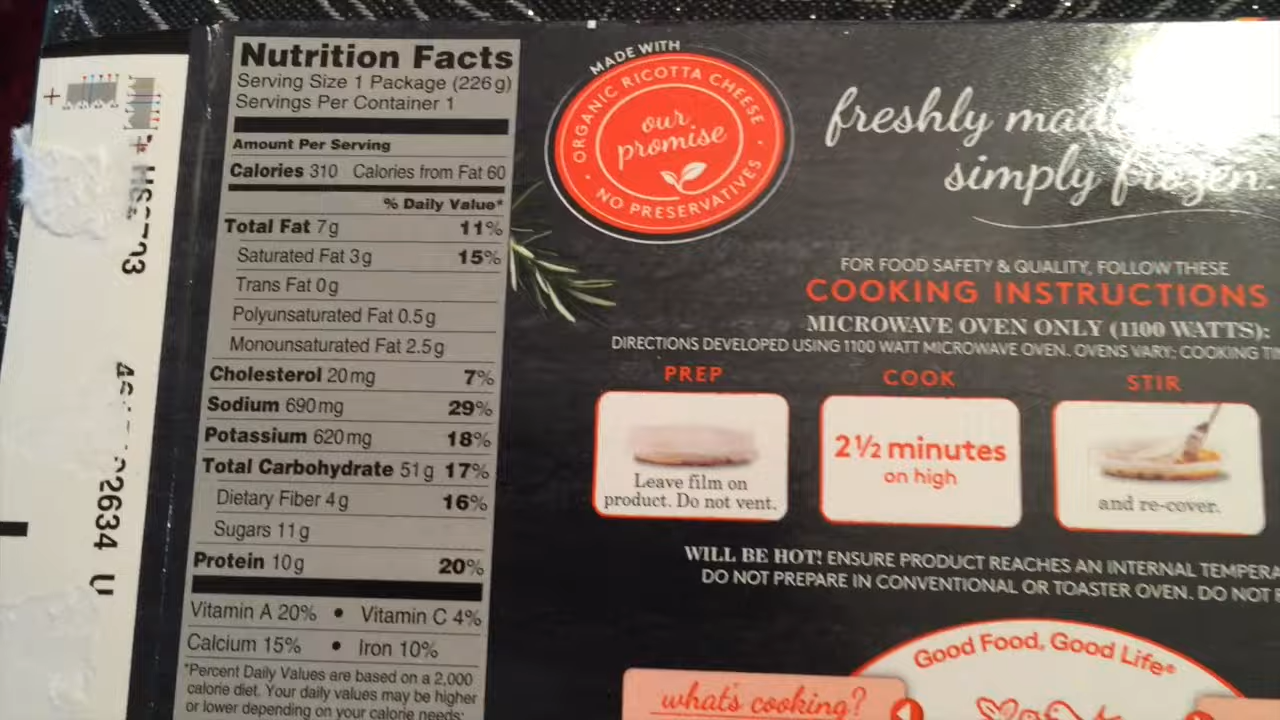 Nutrition Facts
Serving Size 1 Package (226g)
Servings Per Container 1
Amount Per Serving
Calories 310 Calories from Fat 60
% Daily Value*
Total Fat 7g 11%
Saturated Fat 3g 15%
Trans Fat 0g
Polyunsaturated Fat 0.5g
Monounsaturated Fat 2.5g
Cholesterol 20mg 7%
Sodium 690mg 29%
Potassium 620mg 18%
Total Carbohydrate 51g 17%
Dietary Fiber 4g 16%
Sugars 11g
Protein 10g 20%
Vitamin A 20% • Vitamin C 4%
Calcium 15% • Iron 10%
*Percent Daily Values are based on a 2,000
calorie diet. Your daily values may be higher
or lower depending on your calorie needs:
MADE WITH
ORGANIC RICOTTA CHEESE
our
promise
• NO PRESERVATIVES •
freshly
simply frozen.
FOR FOOD SAFETY & QUALITY, FOLLOW THESE
COOKING INSTRUCTIONS
MICROWAVE OVEN ONLY (1100 WATTS):
DIRECTIONS DEVELOPED USING 1100 WATT MICROWAVE OVEN. OVENS VARY; COOKING
PREP
Leave film on
product. Do not vent.
COOK
2½ minutes
on high
STIR
and re-cover.
WILL BE HOT! ENSURE PRODUCT REACHES AN INTERNAL
DO NOT PREPARE IN CONVENTIONAL OR TOASTER OVEN. DO NOT
Good Food, Good Life®
what's cooking?
2634 U